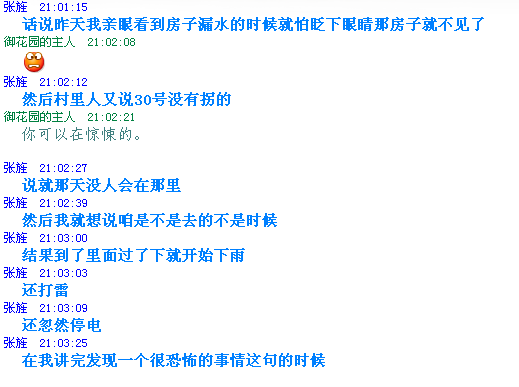 张旌 21:01:15
话说昨天我亲眼看到房子漏水的时候就怕眨下眼睛那房子就不见了
御花园的主人 21:02:08
张旌 21:02:12
然后村里人又说30号没有拐的
御花园的主人 21:02:21
你可以在惊悚的。
张旌 21:02:27
说就那天没人会在那里
张旌 21:02:39
然后我就想说咱是不是去的不是时候
张旌 21:03:00
结果到了里面过了下就开始下雨
张旌 21:03:03
还打雷
张旌 21:03:09
还忽然停电
张旌 21:03:25
在我讲完发现一个很恐怖的事情这句的时候